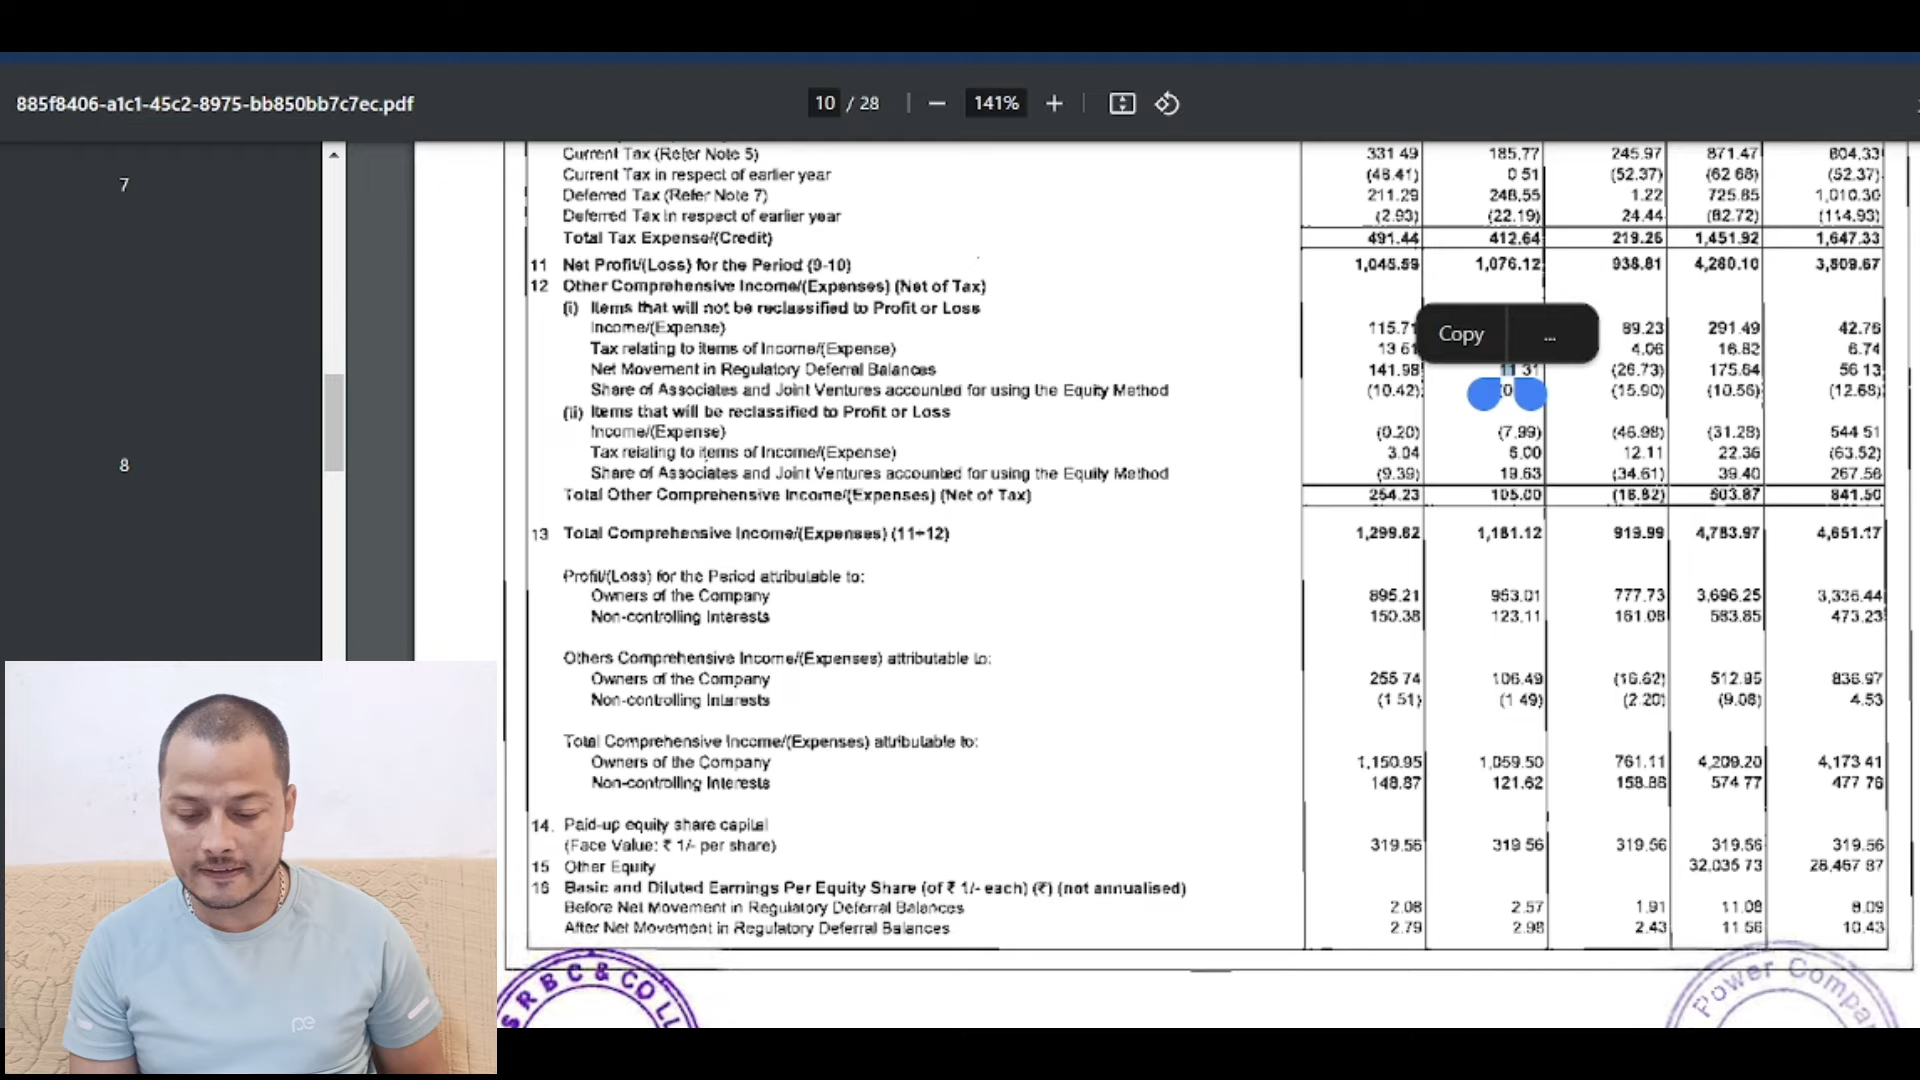 885f8406-a1c1-45c2-8975-bb850bb7c7ec.pdf 10 / 28 141%
7
8
Current Tax (Refer Note 5) 331 49 185.77 245.97 871.47 804.33
Current Tax in respect of earlier year (48.41) 0 51 (52.37) (62 68) (52.37)
Deferred Tax (Refer Note 7) 211.29 248.55 1.22 725.85 1,010.30
Deferred Tax in respect of earlier year (2.93) (22.19) 24.44 (82.72) (114.93)
Total Tax Expense/(Credit) 491.44 412.64 219.26 1,451.92 1,647.33
11 Net Profit/(Loss) for the Period (9-10) 1,045.59 1,076.12 938.81 4,280.10 3,809.67
12 Other Comprehensive Income/(Expenses) (Net of Tax)
(i) Items that will not be reclassified to Profit or Loss
Income/(Expense) 115.71 89.23 291.49 42.76
Tax relating to items of Income/(Expense) 13 61 4.06 16.82 6.74
Net Movement in Regulatory Deferral Balances 141.98 11 31 (26.73) 175.64 56 13
Share of Associates and Joint Ventures accounted for using the Equity Method (10.42) (0 (15.90) (10.56) (12.68)
(ii) Items that will be reclassified to Profit or Loss
Income/(Expense) (0.20) (7.99) (46.98) (31.28) 544 51
Tax relating to items of Income/(Expense) 3.04 6.00 12.11 22.36 (63.52)
Share of Associates and Joint Ventures accounted for using the Equity Method (9.39) 19.63 (34.61) 39.40 267.56
Total Other Comprehensive Income/(Expenses) (Net of Tax) 254.23 105.00 (18.82) 503.87 841.50
13 Total Comprehensive Income/(Expenses) (11+12) 1,299.82 1,181.12 919.99 4,783.97 4,651.17
Profit/(Loss) for the Period attributable to:
Owners of the Company 895.21 953.01 777.73 3,696.25 3,336.44
Non-controlling Interests 150.38 123.11 161.08 583.85 473.23
Others Comprehensive Income/(Expenses) attributable to:
Owners of the Company 255 74 106.49 (16.62) 512.95 836.97
Non-controlling Interests (1 51) (1 49) (2.20) (9.08) 4.53
Total Comprehensive Income/(Expenses) attributable to:
Owners of the Company 1,150.95 1,059.50 761.11 4,209.20 4,173 41
Non-controlling Interests 148.87 121.62 158.88 574 77 477 76
14. Paid-up equity share capital
(Face Value: ₹ 1/- per share) 319.56 319 56 319.56 319.56 319.56
15 Other Equity 32,035 73 28,467 87
16 Basic and Diluted Earnings Per Equity Share (of ₹ 1/- each) (₹) (not annualised)
Before Net Movement in Regulatory Deferral Balances 2.08 2.57 1.91 11.08 8.09
After Net Movement in Regulatory Deferral Balances 2.79 2.98 2.43 11 56 10.43
Copy ...
S R B C & CO LL
Power Compa
pe